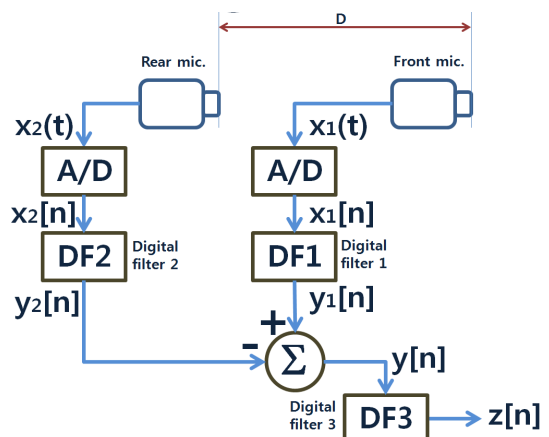 D
Rear mic.
Front mic.
x2(t)
x1(t)
A/D
A/D
x2[n]
x1[n]
DF2
Digital
filter 2
DF1
Digital
filter 1
y2[n]
y1[n]
-
+
Σ
y[n]
Digital
filter 3
DF3
z[n]